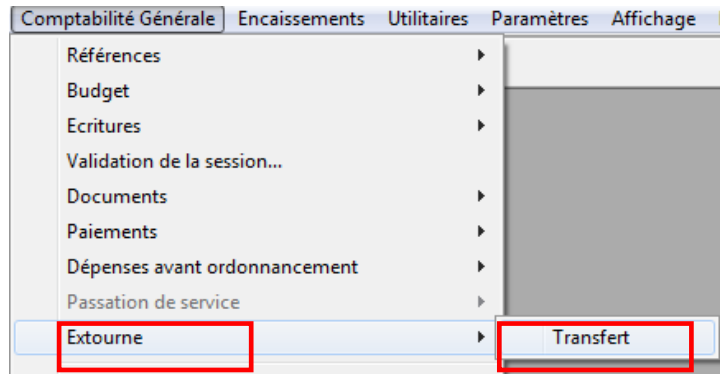 Comptabilité Générale Encaissements Utilitaires Paramètres Affichage
Références
Budget
Ecritures
Validation de la session...
Documents
Paiements
Dépenses avant ordonnancement
Passation de service
Extourne Transfert